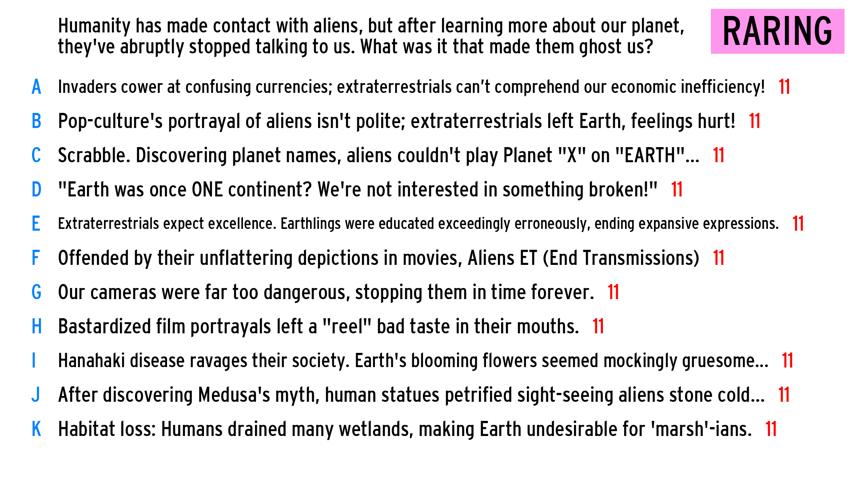 Humanity has made contact with aliens, but after learning more about our planet,
they've abruptly stopped talking to us. What was it that made them ghost us?
RARING
A Invaders cower at confusing currencies; extraterrestrials can't comprehend our economic inefficiency! 11
B Pop-culture's portrayal of aliens isn't polite; extraterrestrials left Earth, feelings hurt! 11
C Scrabble. Discovering planet names, aliens couldn't play Planet "X" on "EARTH"... 11
D "Earth was once ONE continent? We're not interested in something broken!" 11
E Extraterrestrials expect excellence. Earthlings were educated exceedingly erroneously, ending expansive expressions. 11
F Offended by their unflattering depictions in movies, Aliens ET (End Transmissions) 11
G Our cameras were far too dangerous, stopping them in time forever. 11
H Bastardized film portrayals left a "reel" bad taste in their mouths. 11
I Hanahaki disease ravages their society. Earth's blooming flowers seemed mockingly gruesome... 11
J After discovering Medusa's myth, human statues petrified sight-seeing aliens stone cold... 11
K Habitat loss: Humans drained many wetlands, making Earth undesirable for 'marsh'-ians. 11